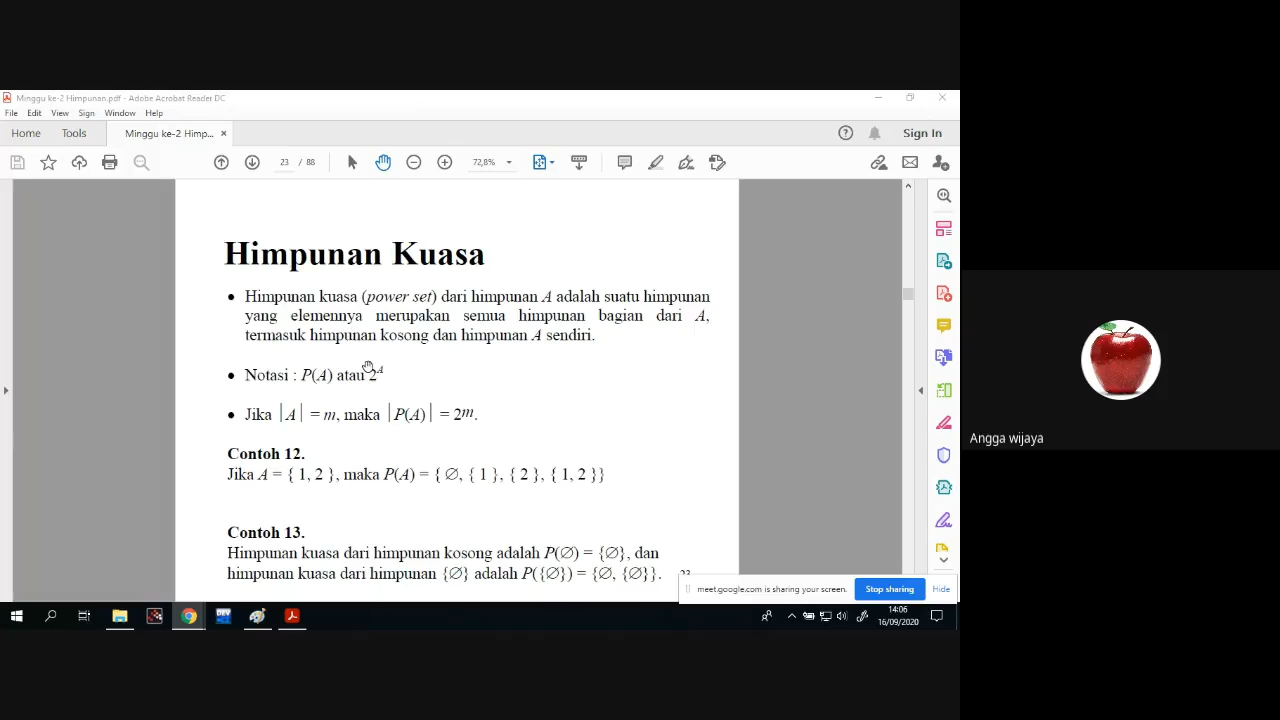 Minggu ke-2 Himpunan.pdf - Adobe Acrobat Reader DC
File Edit View Sign Window Help
Home Tools Minggu ke-2 Himp... × Sign In
23 / 88 72,8%
Himpunan Kuasa
• Himpunan kuasa (power set) dari himpunan A adalah suatu himpunan
yang elemennya merupakan semua himpunan bagian dari A,
termasuk himpunan kosong dan himpunan A sendiri.
• Notasi : P(A) atau 2^A
• Jika |A| = m, maka |P(A)| = 2m.
Contoh 12.
Jika A = { 1, 2 }, maka P(A) = { ∅, { 1 }, { 2 }, { 1, 2 }}
Contoh 13.
Himpunan kuasa dari himpunan kosong adalah P(∅) = {∅}, dan
himpunan kuasa dari himpunan {∅} adalah P({∅}) = {∅, {∅}}.
23
meet.google.com is sharing your screen. Stop sharing Hide
DEV
14:06
16/09/2020
Angga wijaya